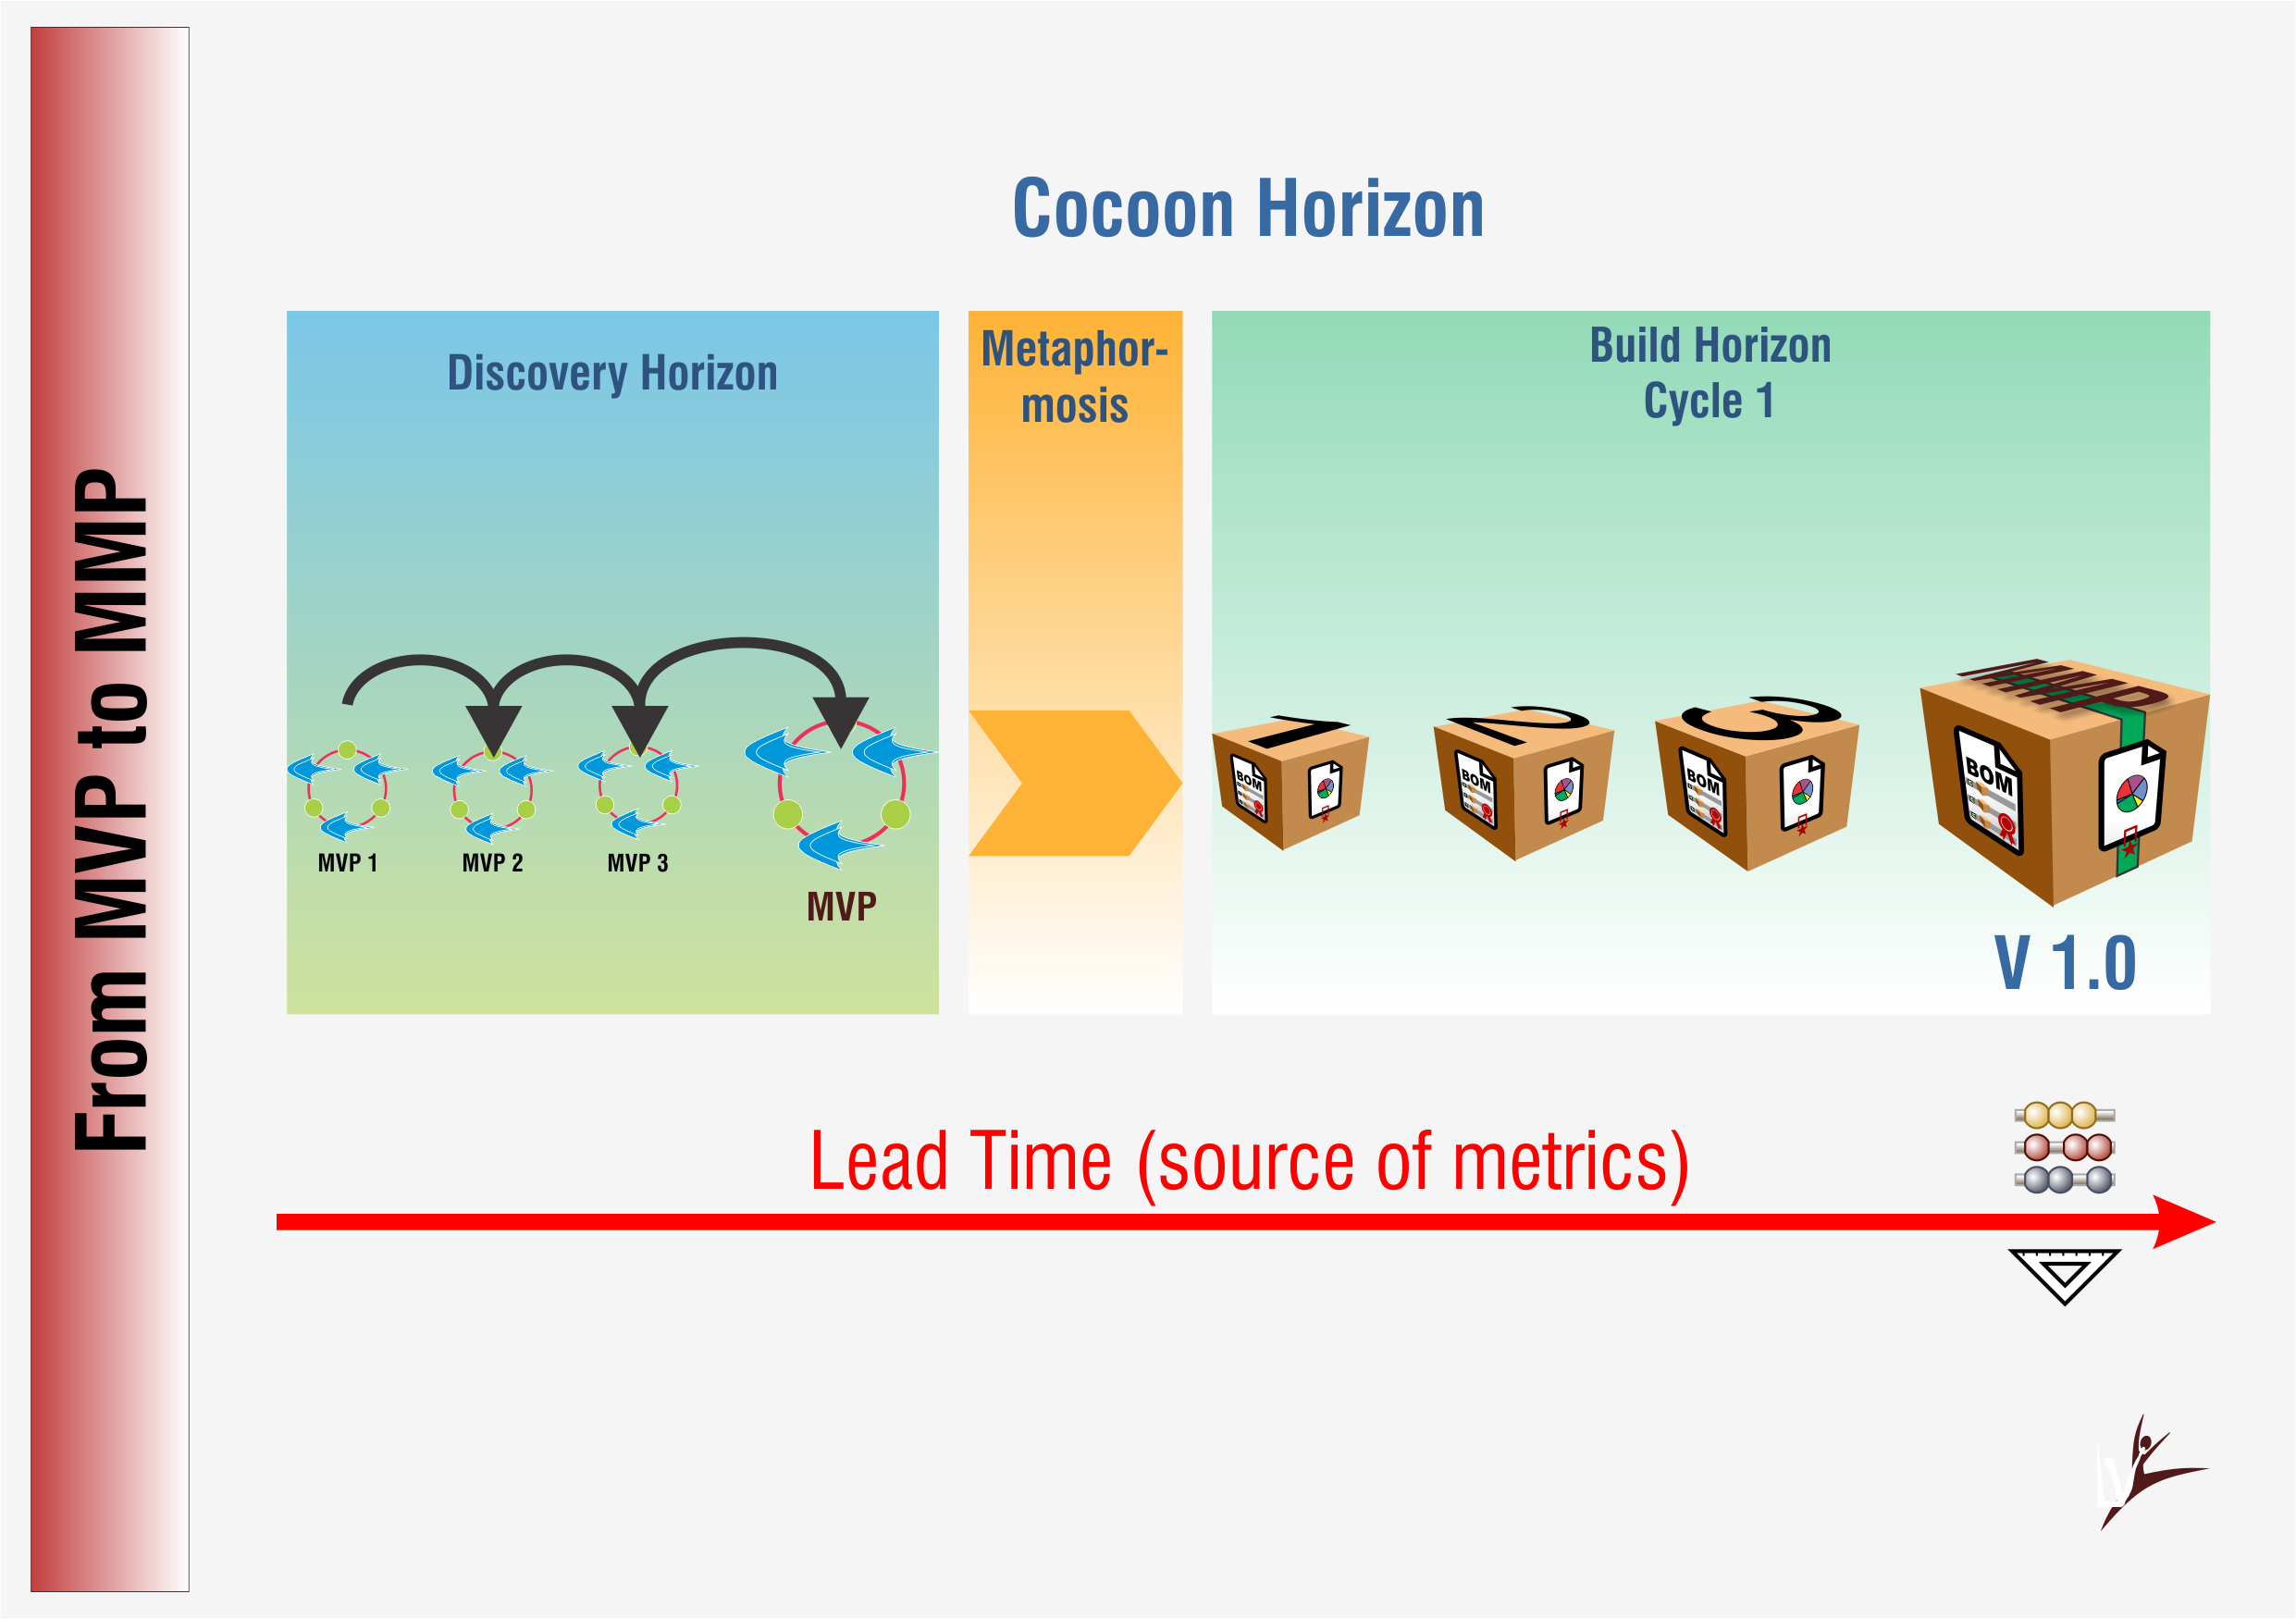 From MVP to MMP
Cocoon Horizon
Discovery Horizon
MVP 1
MVP 2
MVP 3
MVP
Metaphor-
mosis
Build Horizon
Cycle 1
1
BOM
2
BOM
3
BOM
MMP
BOM
V 1.0
Lead Time (source of metrics)
LV